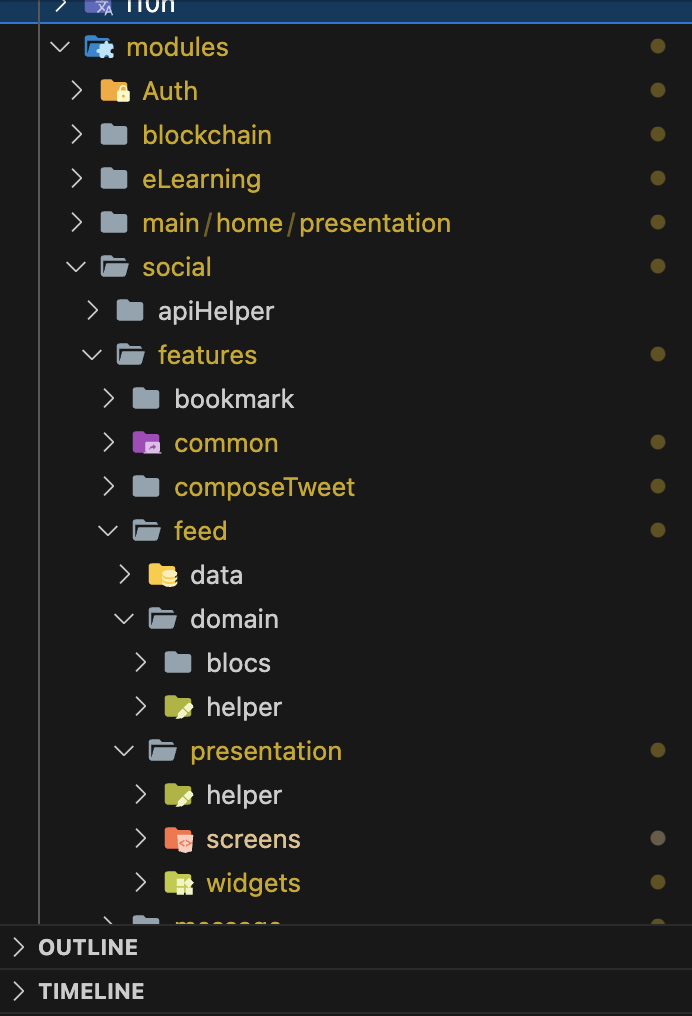 l10n
modules
Auth
blockchain
eLearning
main/home/presentation
social
apiHelper
features
bookmark
common
composeTweet
feed
data
domain
blocs
helper
presentation
helper
screens
widgets
message
OUTLINE
TIMELINE